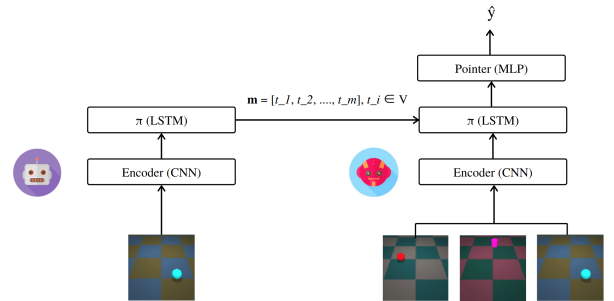 ŷ
Pointer (MLP)
m = [t_1, t_2, ...., t_m], t_i ∈ V
π (LSTM)
π (LSTM)
Encoder (CNN)
Encoder (CNN)